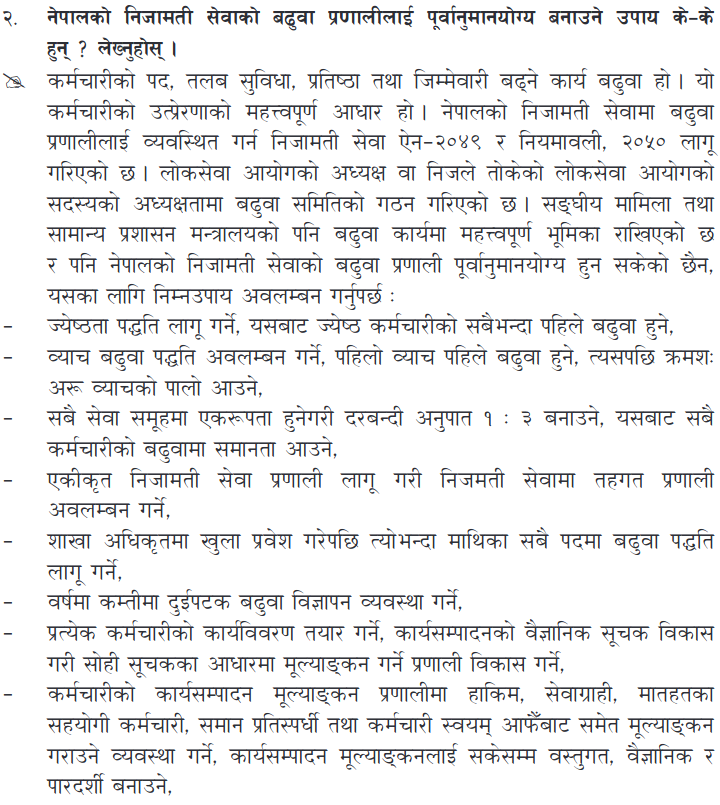 २. नेपालको निजामती सेवाको बढुवा प्रणालीलाई पूर्वानुमानयोग्य बनाउने उपाय के–के
हुन् ? लेख्नुहोस् ।
कर्मचारीको पद, तलब सुविधा, प्रतिष्ठा तथा जिम्मेवारी बढ्ने कार्य बढुवा हो । यो
कर्मचारीको उत्प्रेरणाको महत्त्वपूर्ण आधार हो । नेपालको निजामती सेवामा बढुवा
प्रणालीलाई व्यवस्थित गर्न निजामती सेवा ऐन–२०४९ र नियमावली, २०५० लागू
गरिएको छ । लोकसेवा आयोगको अध्यक्ष वा निजले तोकेको लोकसेवा आयोगको
सदस्यको अध्यक्षतामा बढुवा समितिको गठन गरिएको छ । सङ्घीय मामिला तथा
सामान्य प्रशासन मन्त्रालयको पनि बढुवा कार्यमा महत्त्वपूर्ण भूमिका राखिएको छ
र पनि नेपालको निजामती सेवाको बढुवा प्रणाली पूर्वानुमानयोग्य हुन सकेको छैन,
यसका लागि निम्नउपाय अवलम्बन गर्नुपर्छ :
– ज्येष्ठता पद्धति लागू गर्ने, यसबाट ज्येष्ठ कर्मचारीको सबैभन्दा पहिले बढुवा हुने,
– व्याच बढुवा पद्धति अवलम्बन गर्ने, पहिलो व्याच पहिले बढुवा हुने, त्यसपछि क्रमशः
अरू व्याचको पालो आउने,
– सबै सेवा समूहमा एकरूपता हुनेगरी दरबन्दी अनुपात १ : ३ बनाउने, यसबाट सबै
कर्मचारीको बढुवामा समानता आउने,
– एकीकृत निजामती सेवा प्रणाली लागू गरी निजमती सेवामा तहगत प्रणाली
अवलम्बन गर्ने,
– शाखा अधिकृतमा खुला प्रवेश गरेपछि त्योभन्दा माथिका सबै पदमा बढुवा पद्धति
लागू गर्ने,
– वर्षमा कम्तीमा दुईपटक बढुवा विज्ञापन व्यवस्था गर्ने,
– प्रत्येक कर्मचारीको कार्यविवरण तयार गर्ने, कार्यसम्पादनको वैज्ञानिक सूचक विकास
गरी सोही सूचकका आधारमा मूल्याङ्कन गर्ने प्रणाली विकास गर्ने,
– कर्मचारीको कार्यसम्पादन मूल्याङ्कन प्रणालीमा हाकिम, सेवाग्राही, मातहतका
सहयोगी कर्मचारी, समान प्रतिस्पर्धी तथा कर्मचारी स्वयम् आफैँबाट समेत मूल्याङ्कन
गराउने व्यवस्था गर्ने, कार्यसम्पादन मूल्याङ्कनलाई सकेसम्म वस्तुगत, वैज्ञानिक र
पारदर्शी बनाउने,